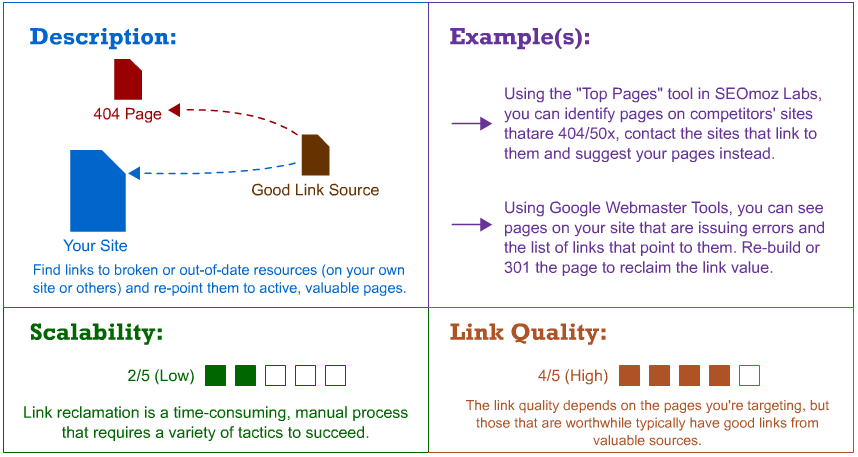 Description:
404 Page
Good Link Source
Your Site
Find links to broken or out-of-date resources (on your own
site or others) and re-point them to active, valuable pages.
Example(s):
Using the "Top Pages" tool in SEOmoz Labs,
you can identify pages on competitors' sites
thatare 404/50x, contact the sites that link to
them and suggest your pages instead.
Using Google Webmaster Tools, you can see
pages on your site that are issuing errors and
the list of links that point to them. Re-build or
301 the page to reclaim the link value.
Scalability:
2/5 (Low)
Link reclamation is a time-consuming, manual process
that requires a variety of tactics to succeed.
Link Quality:
4/5 (High)
The link quality depends on the pages you're targeting, but
those that are worthwhile typically have good links from
valuable sources.